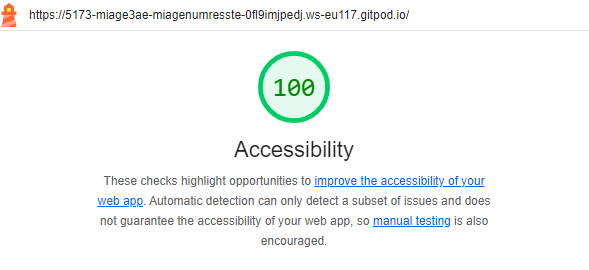 https://5173-miage3ae-miagenumresste-0fl9imjpedj.ws-eu117.gitpod.io/
100
Accessibility
These checks highlight opportunities to improve the accessibility of your
web app. Automatic detection can only detect a subset of issues and does
not guarantee the accessibility of your web app, so manual testing is also
encouraged.